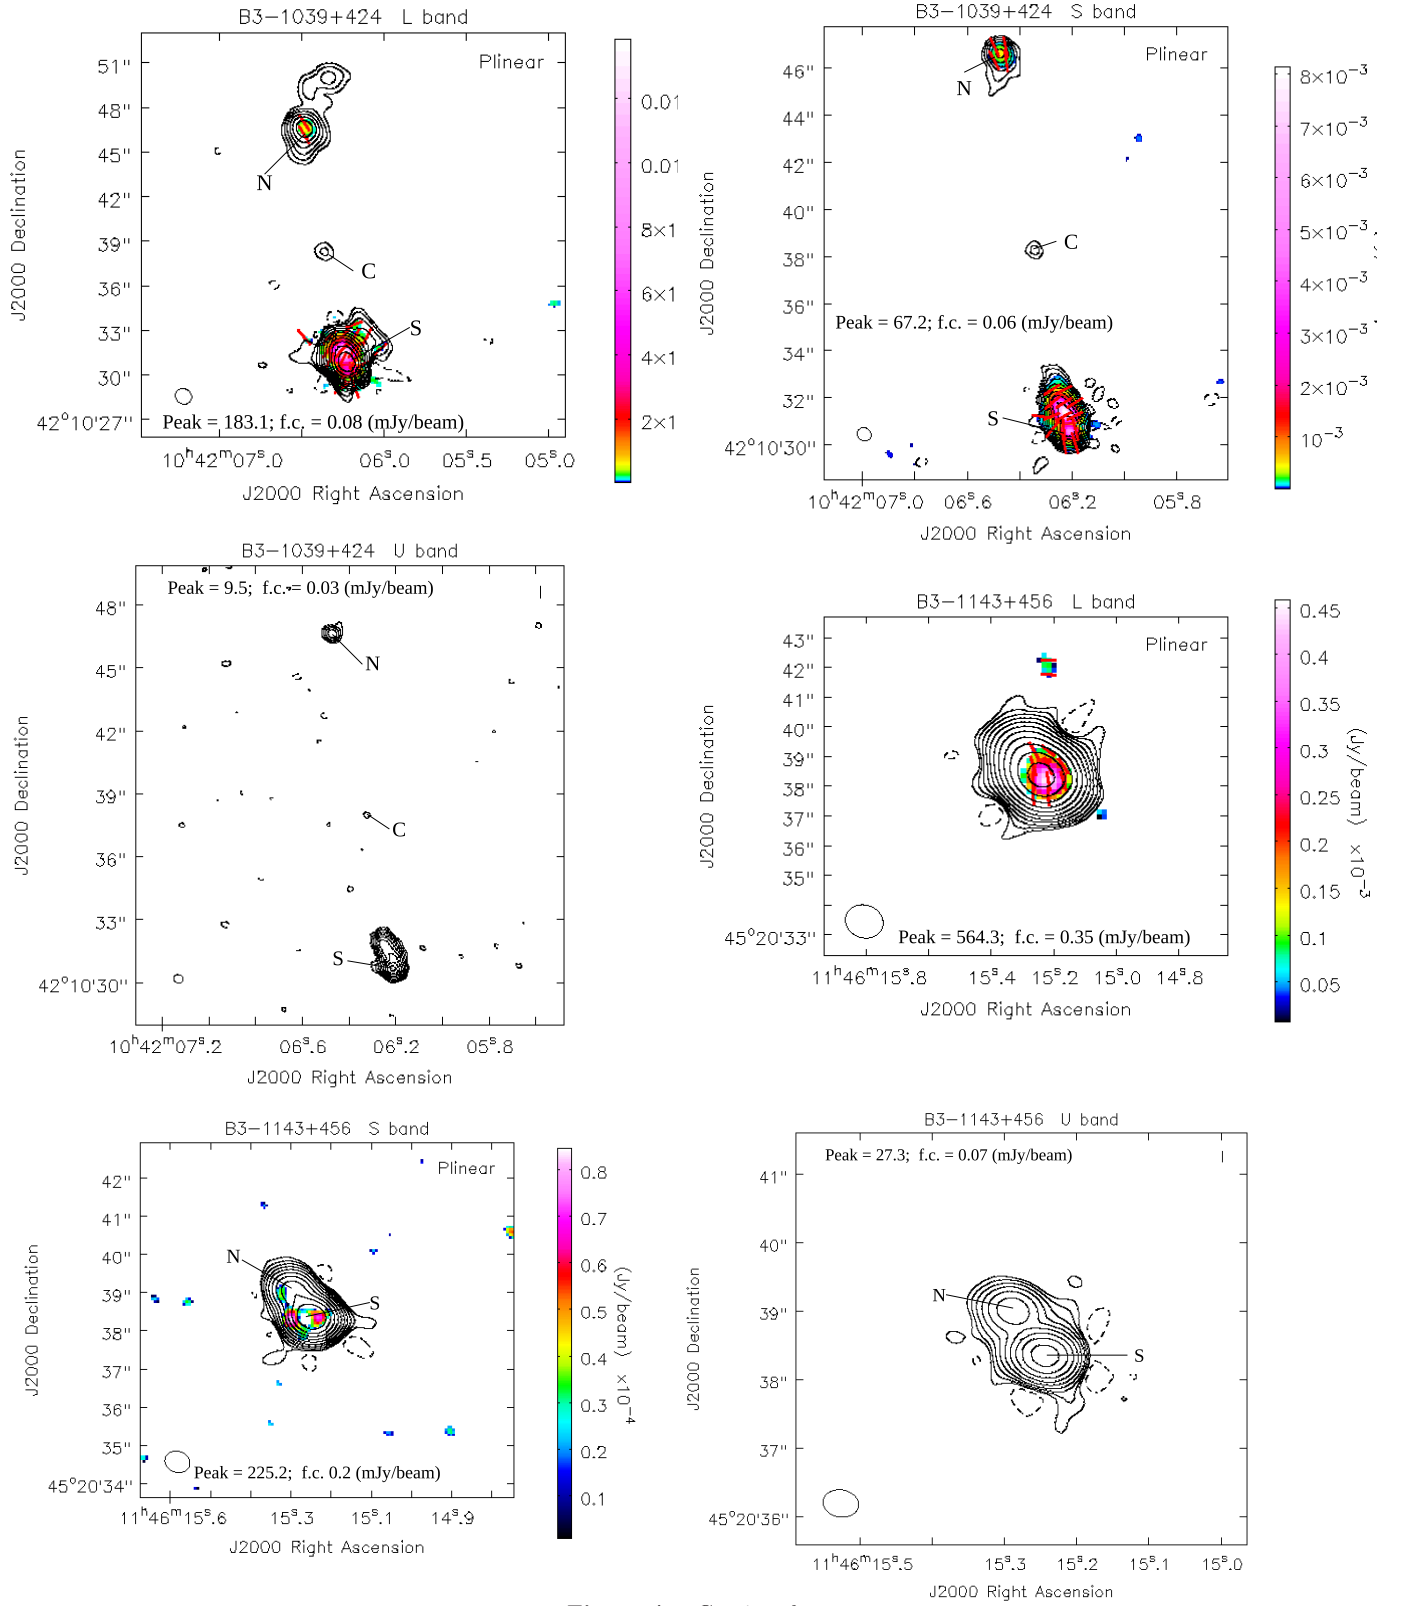 B3-1039+424 L band
Plinear
51"
48"
45"
42"
39"
36"
33"
30"
42°10'27"
N
C
S
Peak = 183.1; f.c. = 0.08 (mJy/beam)
10h42m07s.0 06s.0 05s.5 05s.0
J2000 Right Ascension
J2000 Declination
0.01
0.01
8×1
6×1
4×1
2×1
B3-1039+424 S band
Plinear
46"
44"
42"
40"
38"
36"
34"
32"
42°10'30"
N
C
Peak = 67.2; f.c. = 0.06 (mJy/beam)
S
10h42m07s.0 06s.6 06s.2 05s.8
J2000 Right Ascension
J2000 Declination
8×10−3
7×10−3
6×10−3
5×10−3
4×10−3
3×10−3
2×10−3
10−3
B3-1039+424 U band
Peak = 9.5; f.c. = 0.03 (mJy/beam)
48"
45"
42"
39"
36"
33"
42°10'30"
N
C
S
10h42m07s.2 06s.6 06s.2 05s.8
J2000 Right Ascension
J2000 Declination
B3-1143+456 L band
Plinear
43"
42"
41"
40"
39"
38"
37"
36"
35"
45°20'33"
Peak = 564.3; f.c. = 0.35 (mJy/beam)
11h46m15s.8 15s.4 15s.2 15s.0 14s.8
J2000 Right Ascension
J2000 Declination
0.45
0.4
0.35
0.3
0.25
0.2
0.15
0.1
0.05
(Jy/beam) ×10−3
B3-1143+456 S band
Plinear
42"
41"
40"
39"
38"
37"
36"
35"
45°20'34"
N
S
Peak = 225.2; f.c. 0.2 (mJy/beam)
11h46m15s.6 15s.3 15s.1 14s.9
J2000 Right Ascension
J2000 Declination
0.8
0.7
0.6
0.5
0.4
0.3
0.2
0.1
(Jy/beam) ×10−4
B3-1143+456 U band
Peak = 27.3; f.c. = 0.07 (mJy/beam)
41"
40"
39"
38"
37"
45°20'36"
N
S
11h46m15s.5 15s.3 15s.2 15s.1 15s.0
J2000 Right Ascension
J2000 Declination